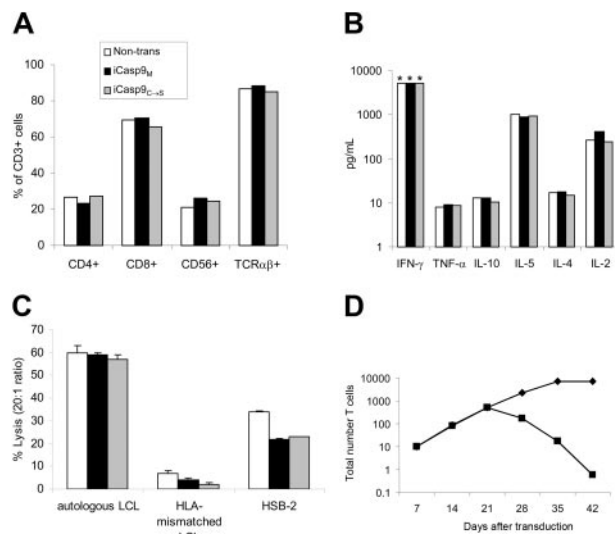 A
Non-trans
iCasp9M
iCasp9C→S
% of CD3+ cells
100
80
60
40
20
0
CD4+
CD8+
CD56+
TCRαβ+
B
pg/mL
10000
1000
100
10
1
* * *
IFN-γ
TNF-α
IL-10
IL-5
IL-4
IL-2
C
% Lysis (20:1 ratio)
70
60
50
40
30
20
10
0
autologous LCL
HLA-
mismatched
HSB-2
D
Total number T cells
10000
1000
100
10
1
0.1
7
14
21
28
35
42
Days after transduction